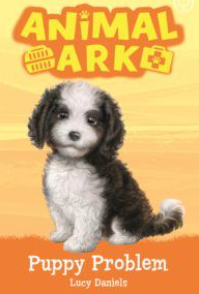 ANIMAL
ARK
Puppy Problem
Lucy Daniels